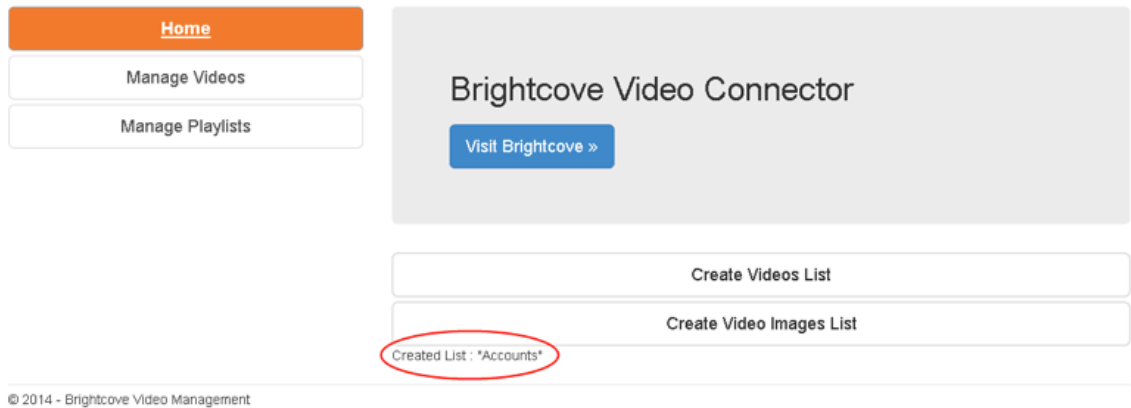 Home
Manage Videos
Manage Playlists
Brightcove Video Connector
Visit Brightcove »
Create Videos List
Create Video Images List
Created List : "Accounts"
© 2014 - Brightcove Video Management